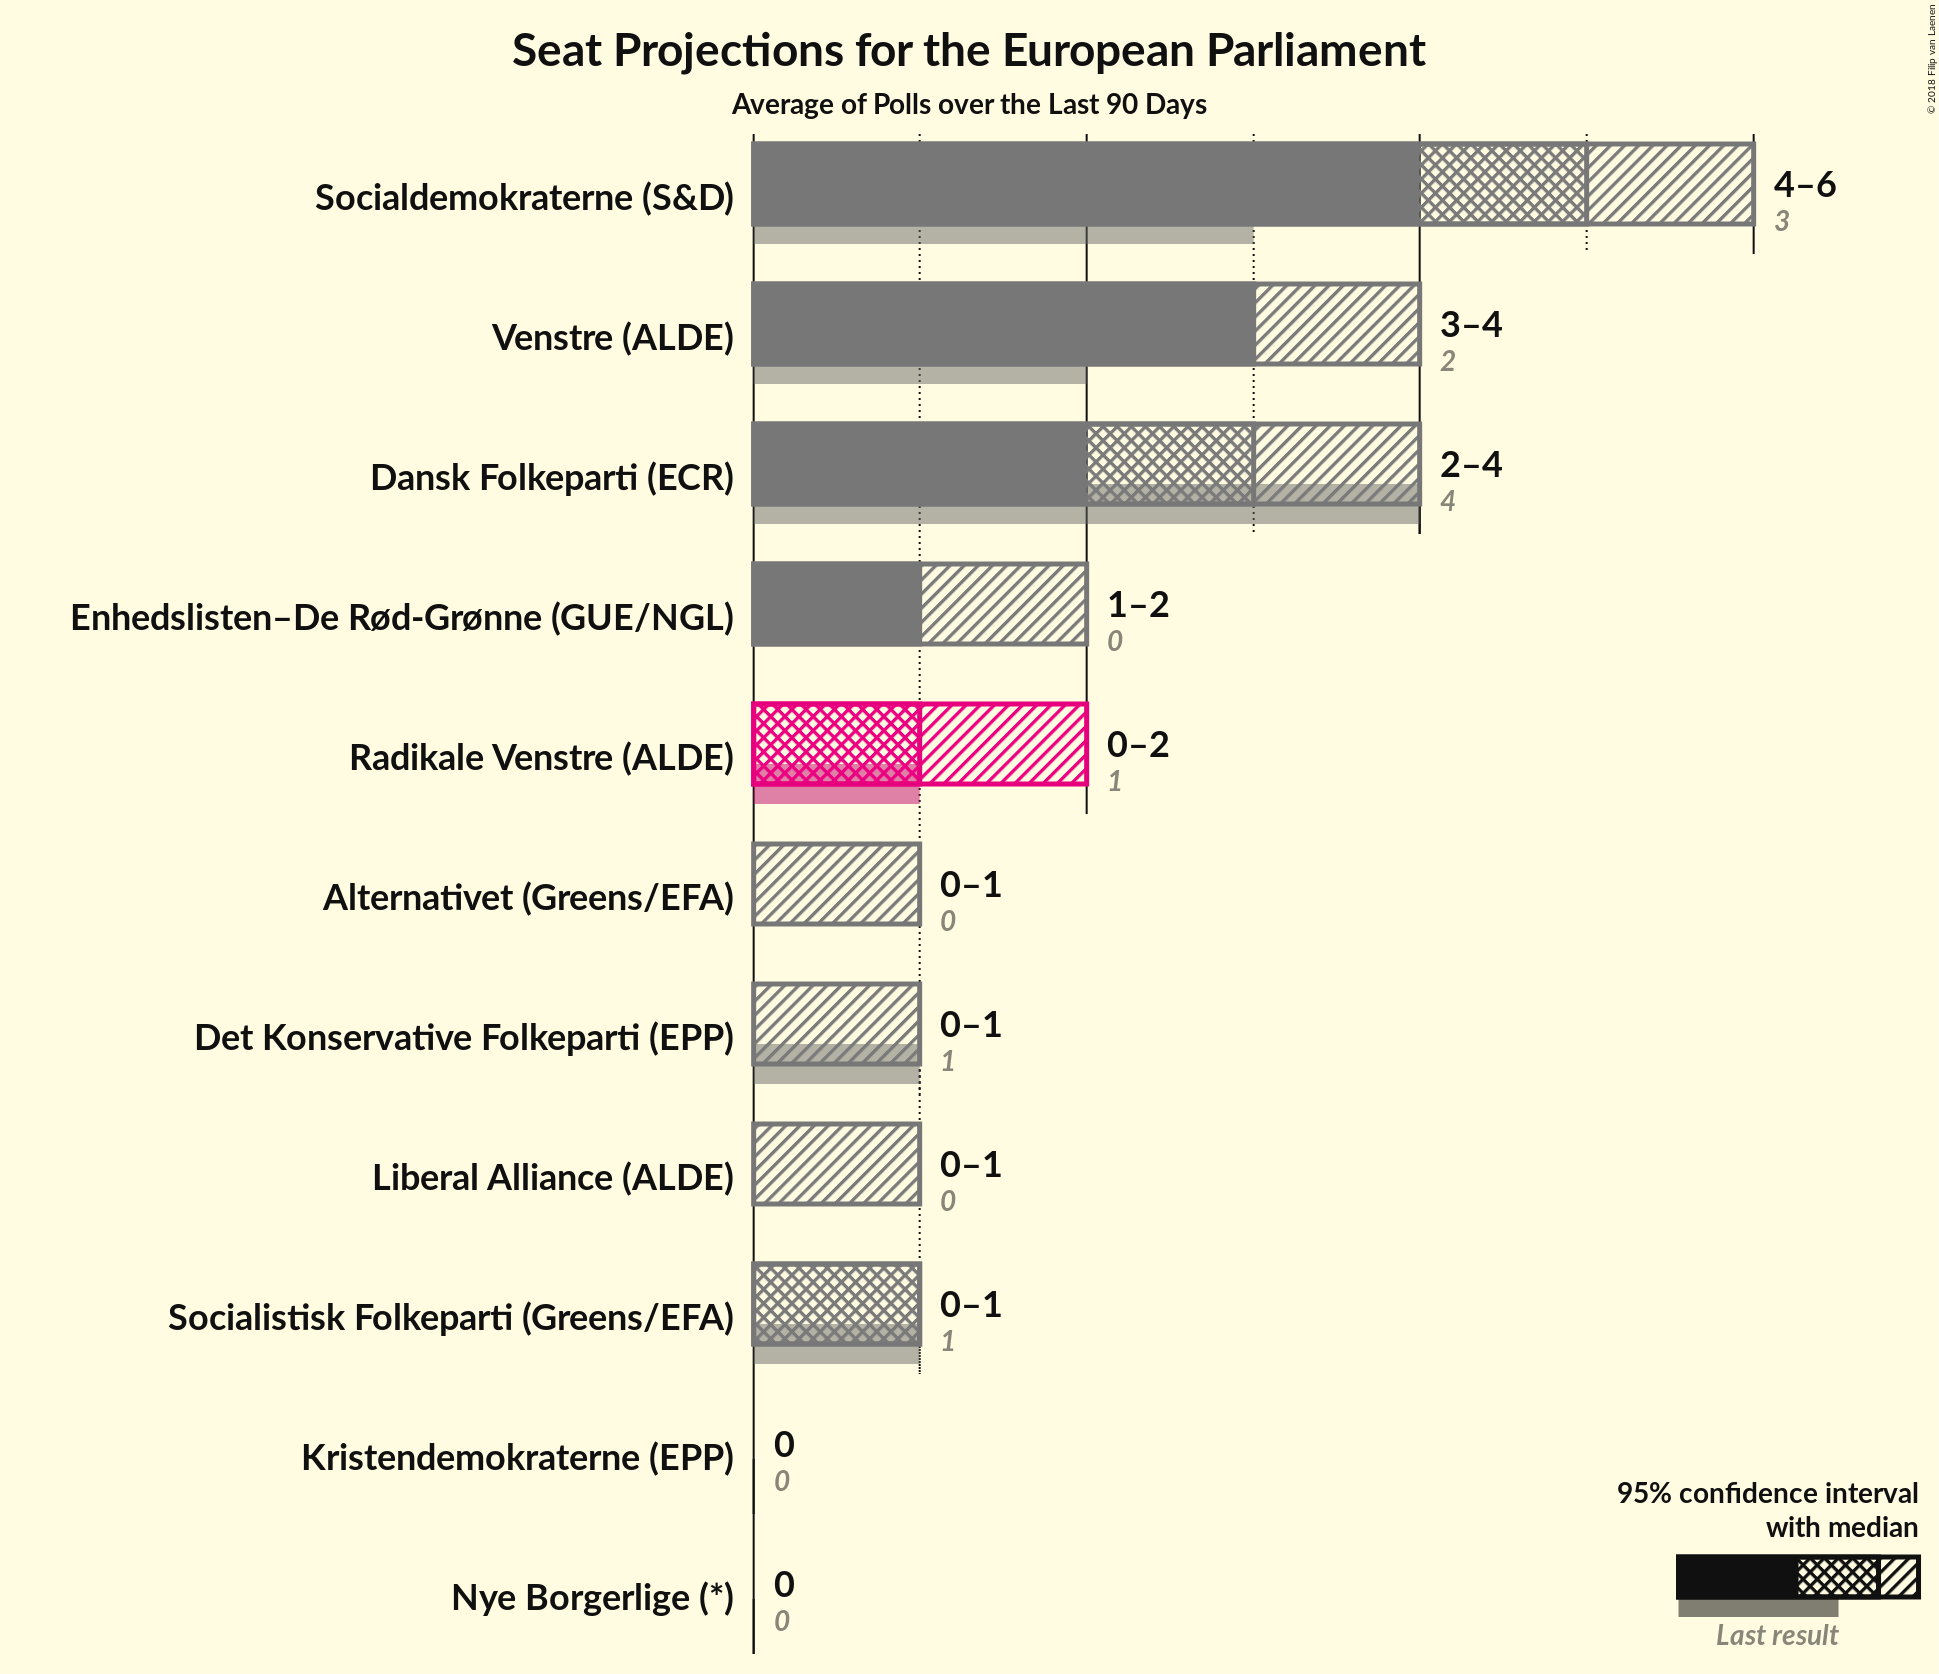 Seat Projections for the European Parliament
Average of Polls over the Last 90 Days
© 2018 Filip van Laenen
Socialdemokraterne (S&D)
4–6
3
Venstre (ALDE)
3–4
2
Dansk Folkeparti (ECR)
2–4
4
Enhedslisten–De Rød-Grønne (GUE/NGL)
1–2
0
Radikale Venstre (ALDE)
0–2
1
Alternativet (Greens/EFA)
0–1
0
Det Konservative Folkeparti (EPP)
0–1
1
Liberal Alliance (ALDE)
0–1
0
Socialistisk Folkeparti (Greens/EFA)
0–1
1
Kristendemokraterne (EPP)
0
0
Nye Borgerlige (*)
0
0
95% confidence interval
with median
Last result